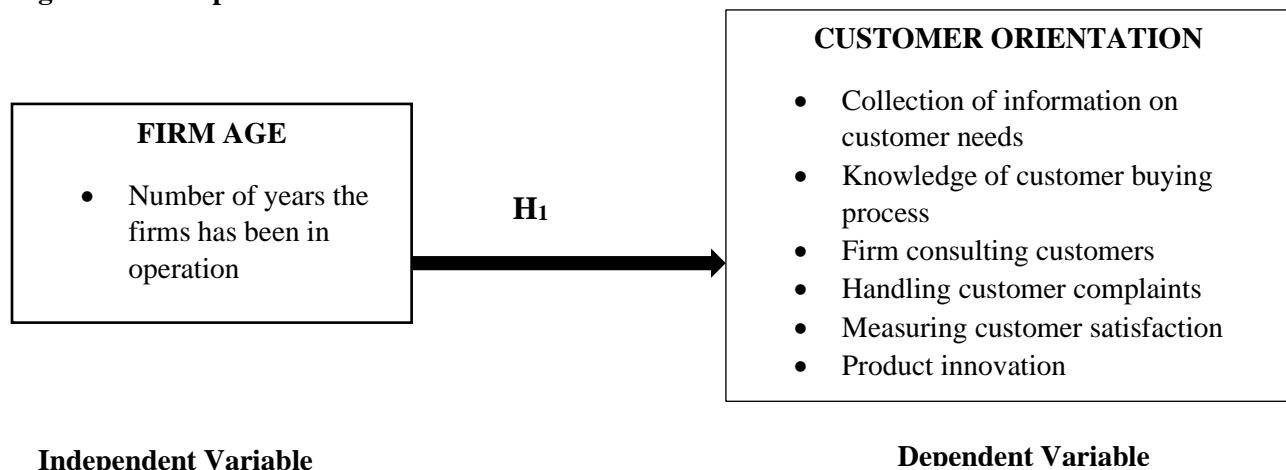 FIRM AGE
• Number of years the
firms has been in
operation
H1
CUSTOMER ORIENTATION
• Collection of information on
customer needs
• Knowledge of customer buying
process
• Firm consulting customers
• Handling customer complaints
• Measuring customer satisfaction
• Product innovation
Independent Variable
Dependent Variable